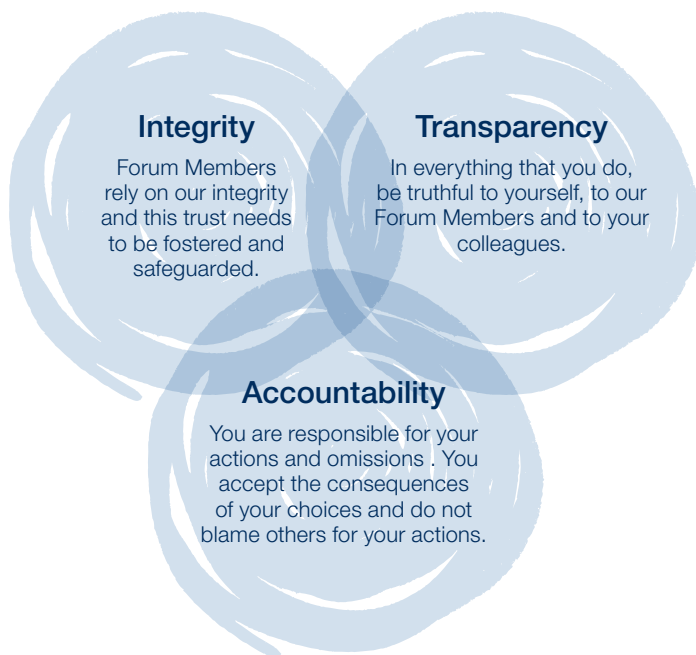 Integrity
Forum Members
rely on our integrity
and this trust needs
to be fostered and
safeguarded.
Transparency
In everything that you do,
be truthful to yourself, to our
Forum Members and to your
colleagues.
Accountability
You are responsible for your
actions and omissions . You
accept the consequences
of your choices and do not
blame others for your actions.